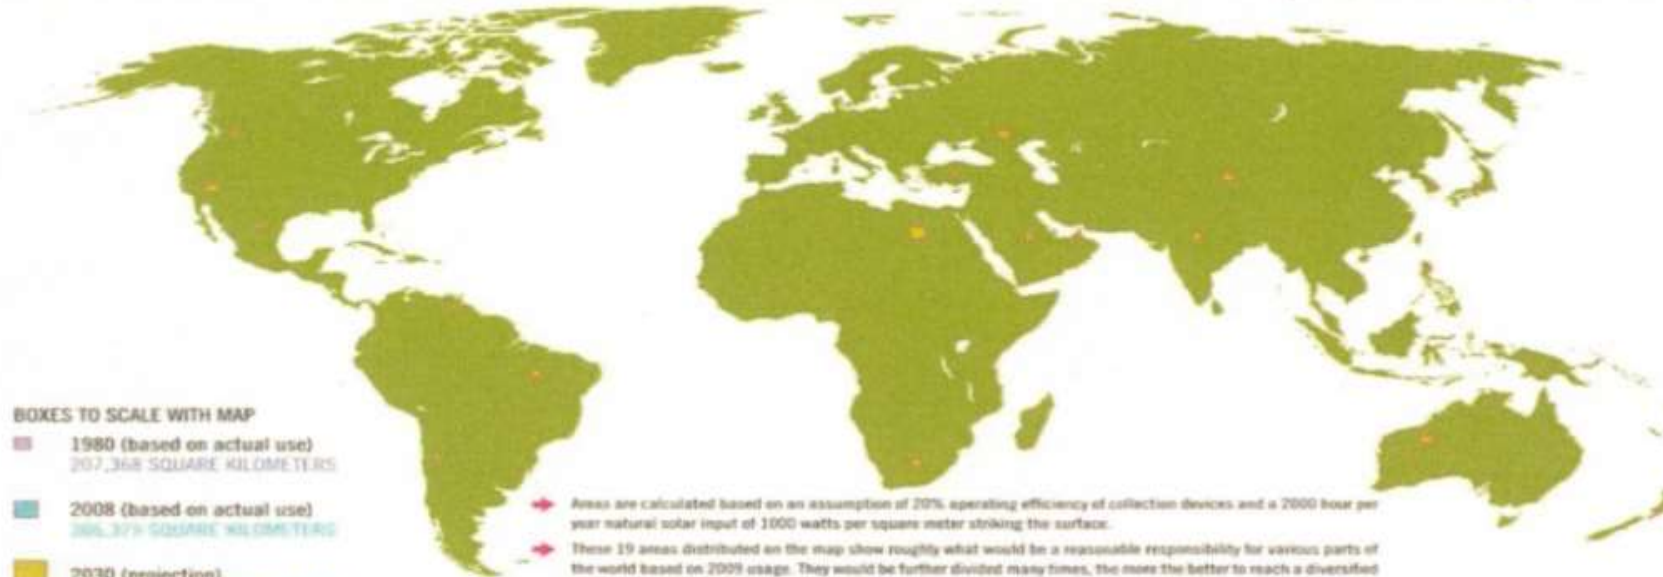 BOXES TO SCALE WITH MAP
1980 (based on actual use)
207,368 SQUARE KILOMETERS
2008 (based on actual use)
SQUARE KILOMETERS
2030 (projection)
Areas are calculated based on an assumption of 20% operating efficiency of collection devices and a 2000 hour per
year natural solar input of 1000 watts per square meter striking the surface.
These 19 areas distributed on the map show roughly what would be a reasonable responsibility for various parts of
the world based on 2009 usage. They would be further divided many times, the more the better to reach a diversified